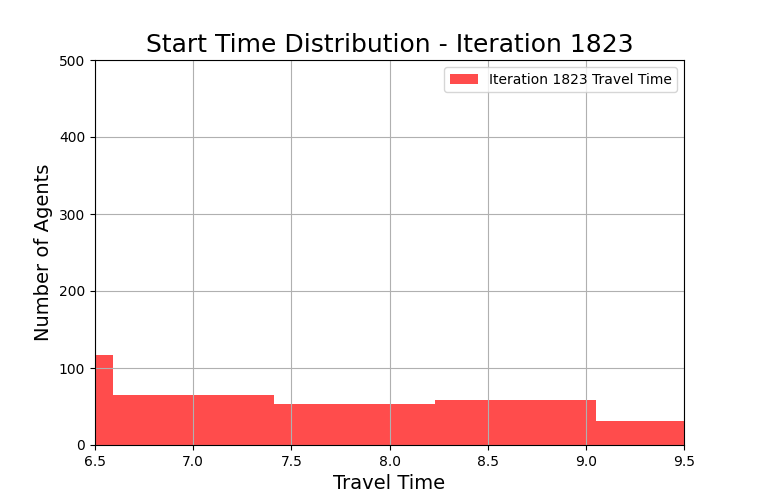 Start Time Distribution - Iteration 1823
Iteration 1823 Travel Time
Number of Agents
500
400
300
200
100
0
6.5 7.0 7.5 8.0 8.5 9.0 9.5
Travel Time